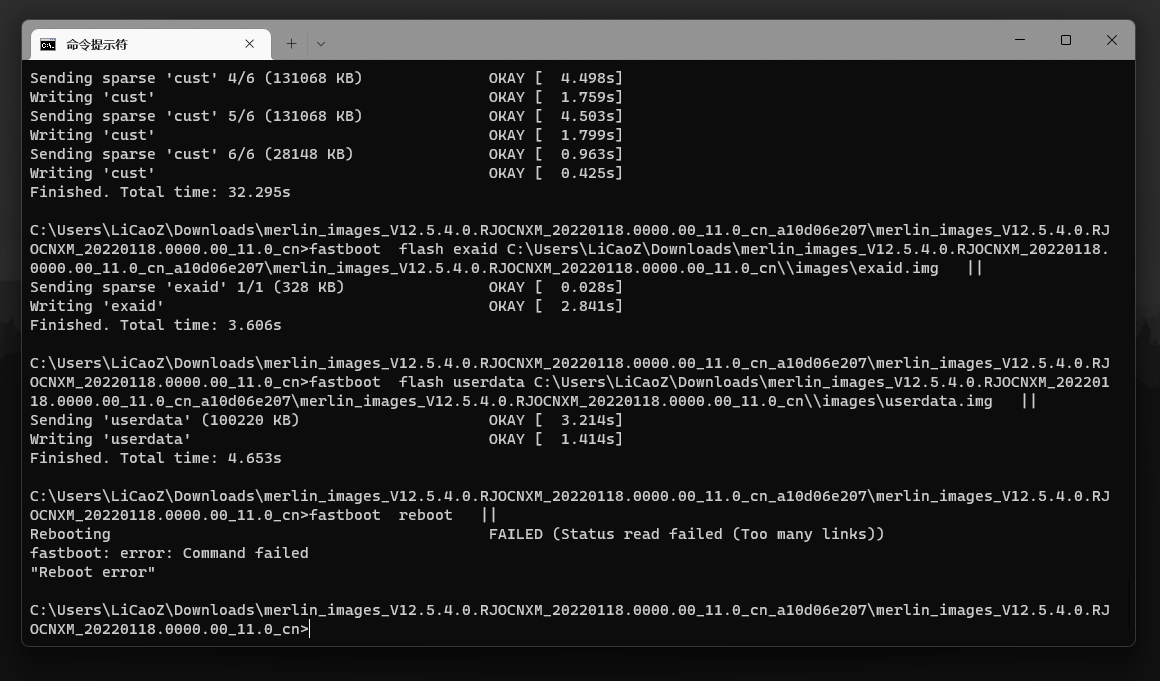 命令提示符
Sending sparse 'cust' 4/6 (131068 KB)              OKAY [  4.498s]
Writing 'cust'                                     OKAY [  1.759s]
Sending sparse 'cust' 5/6 (131068 KB)              OKAY [  4.503s]
Writing 'cust'                                     OKAY [  1.799s]
Sending sparse 'cust' 6/6 (28148 KB)               OKAY [  0.963s]
Writing 'cust'                                     OKAY [  0.425s]
Finished. Total time: 32.295s
C:\Users\LiCaoZ\Downloads\merlin_images_V12.5.4.0.RJOCNXM_20220118.0000.00_11.0_cn_a10d06e207\merlin_images_V12.5.4.0.RJ
OCNXM_20220118.0000.00_11.0_cn>fastboot  flash exaid C:\Users\LiCaoZ\Downloads\merlin_images_V12.5.4.0.RJOCNXM_20220118.
0000.00_11.0_cn_a10d06e207\merlin_images_V12.5.4.0.RJOCNXM_20220118.0000.00_11.0_cn\\images\exaid.img   ||
Sending sparse 'exaid' 1/1 (328 KB)                OKAY [  0.028s]
Writing 'exaid'                                    OKAY [  2.841s]
Finished. Total time: 3.606s
C:\Users\LiCaoZ\Downloads\merlin_images_V12.5.4.0.RJOCNXM_20220118.0000.00_11.0_cn_a10d06e207\merlin_images_V12.5.4.0.RJ
OCNXM_20220118.0000.00_11.0_cn>fastboot  flash userdata C:\Users\LiCaoZ\Downloads\merlin_images_V12.5.4.0.RJOCNXM_202201
18.0000.00_11.0_cn_a10d06e207\merlin_images_V12.5.4.0.RJOCNXM_20220118.0000.00_11.0_cn\\images\userdata.img   ||
Sending 'userdata' (100220 KB)                     OKAY [  3.214s]
Writing 'userdata'                                 OKAY [  1.414s]
Finished. Total time: 4.653s
C:\Users\LiCaoZ\Downloads\merlin_images_V12.5.4.0.RJOCNXM_20220118.0000.00_11.0_cn_a10d06e207\merlin_images_V12.5.4.0.RJ
OCNXM_20220118.0000.00_11.0_cn>fastboot  reboot   ||
Rebooting                                          FAILED (Status read failed (Too many links))
fastboot: error: Command failed
"Reboot error"
C:\Users\LiCaoZ\Downloads\merlin_images_V12.5.4.0.RJOCNXM_20220118.0000.00_11.0_cn_a10d06e207\merlin_images_V12.5.4.0.RJ
OCNXM_20220118.0000.00_11.0_cn>